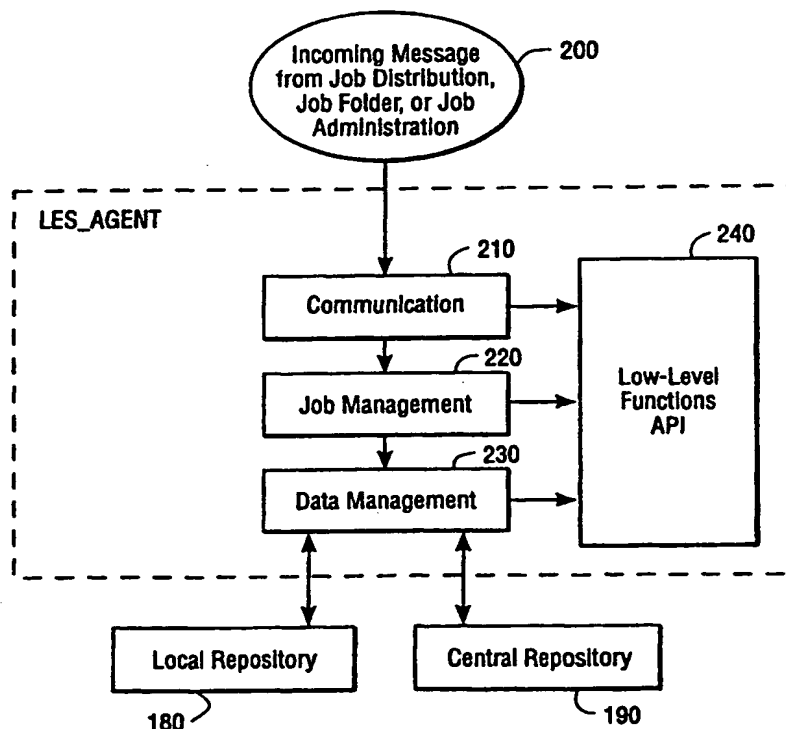 Incoming Message
from Job Distribution,
Job Folder, or Job
Administration
200
LES_AGENT
210
240
Communication
220
Low-Level
Functions
API
Job Management
230
Data Management
Local Repository
Central Repository
180
190